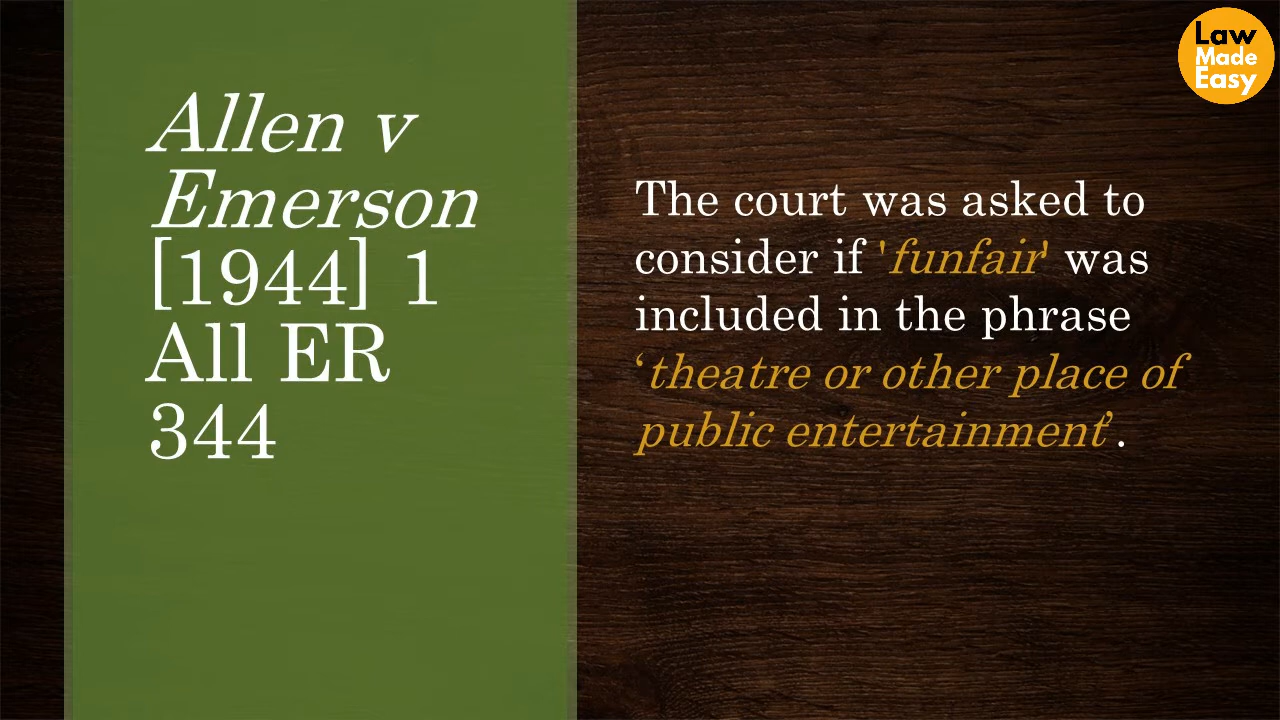 Allen v
Emerson
[1944] 1
All ER
344
The court was asked to
consider if 'funfair' was
included in the phrase
‘theatre or other place of
public entertainment’.
Law
Made
Easy